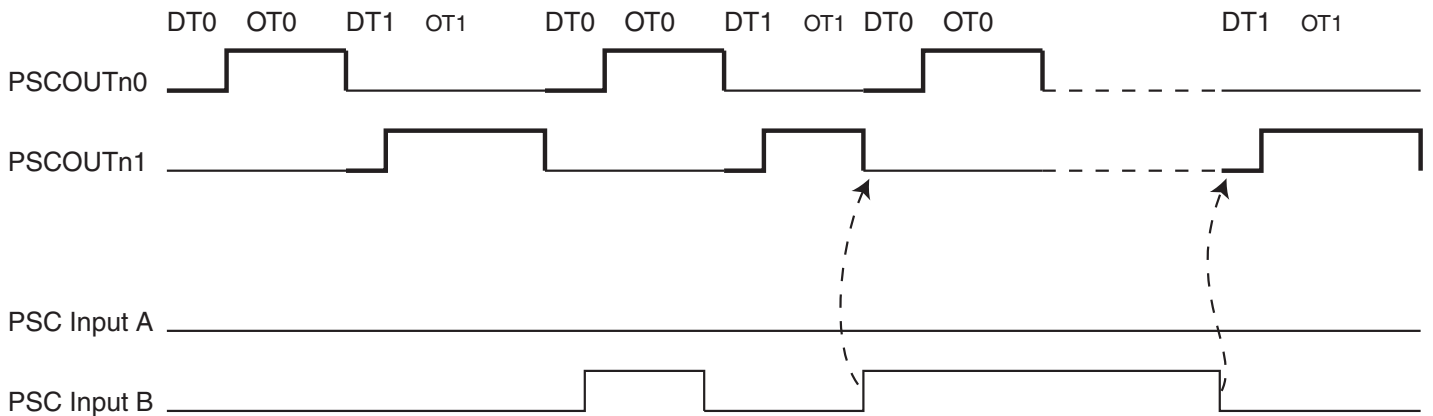 DT0 OT0 DT1 OT1 DT0 OT0 DT1 OT1 DT0 OT0 DT1 OT1
PSCOUTn0
PSCOUTn1
PSC Input A
PSC Input B